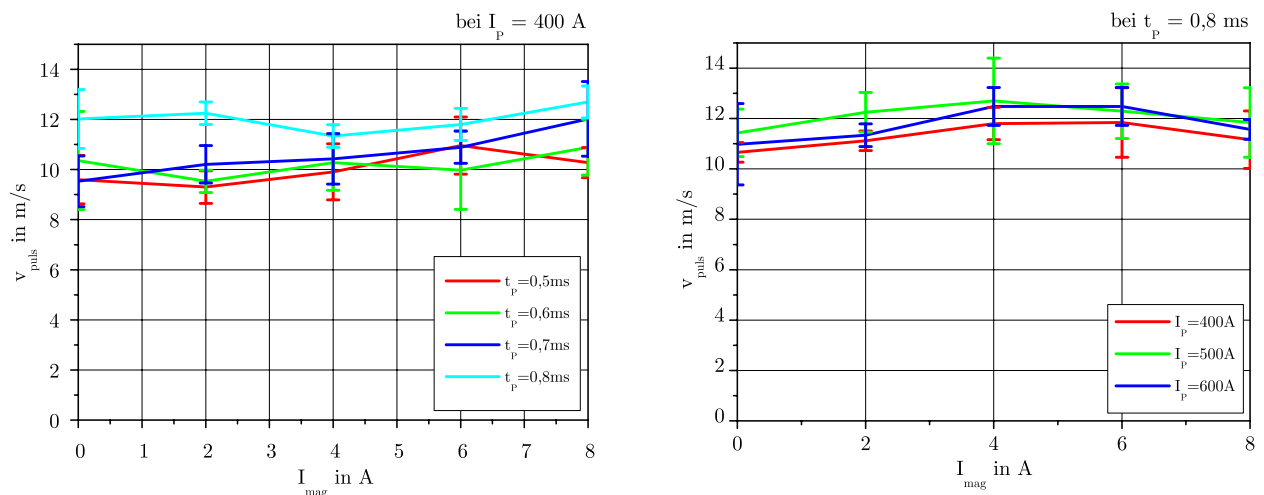 bei I_P = 400 A
v_puls in m/s
14
12
10
8
6
4
2
0
0 1 2 3 4 5 6 7 8
I_mag in A
t_P=0,5ms
t_P=0,6ms
t_P=0,7ms
t_P=0,8ms
bei t_P = 0,8 ms
v_puls in m/s
14
12
10
8
6
4
2
0
0 2 4 6 8
I_mag in A
I_P=400A
I_P=500A
I_P=600A